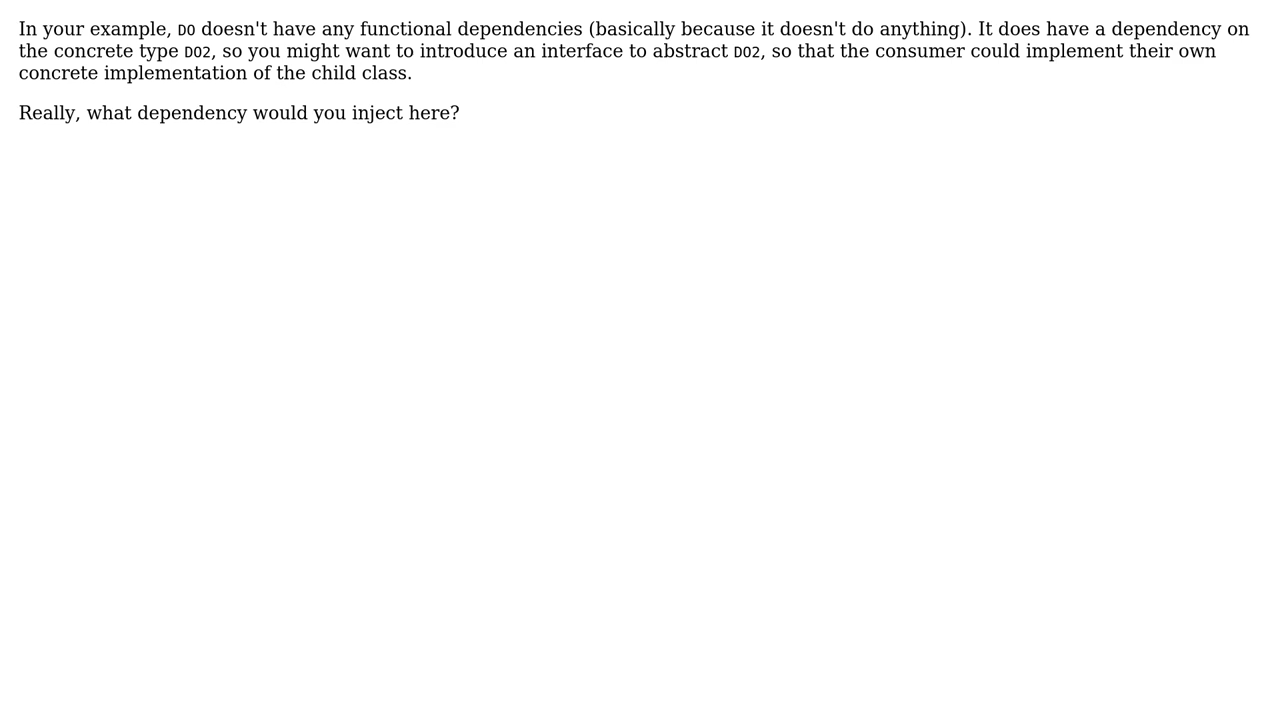 In your example, DO doesn't have any functional dependencies (basically because it doesn't do anything). It does have a dependency on
the concrete type DO2, so you might want to introduce an interface to abstract DO2, so that the consumer could implement their own
concrete implementation of the child class.
Really, what dependency would you inject here?